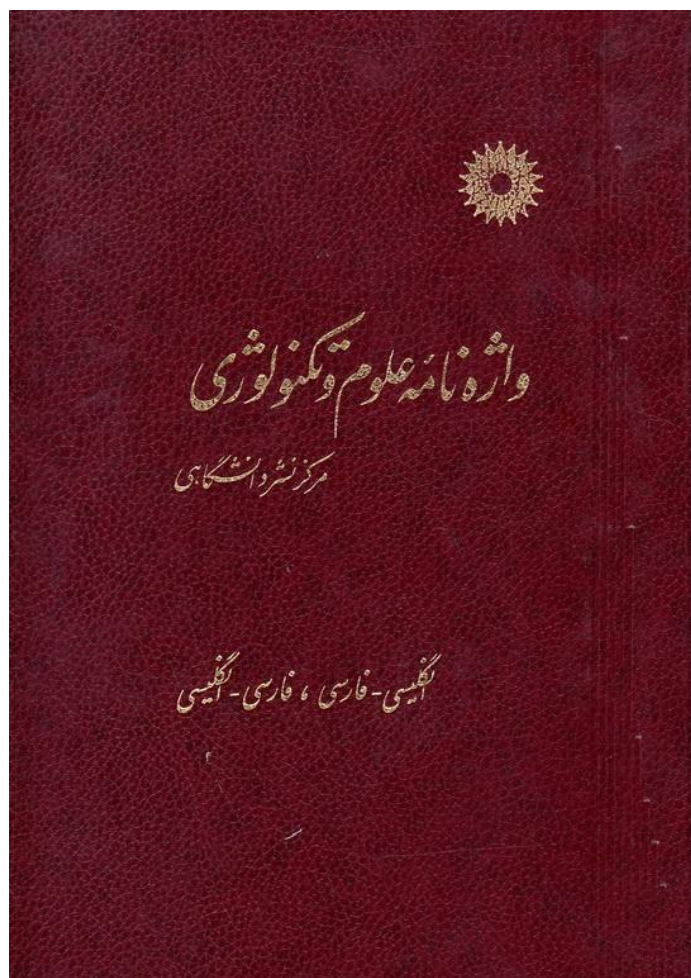 واژه‌نامهٔ علوم و تکنولوژی
مرکز نشر دانشگاهی
انگلیسی - فارسی ، فارسی - انگلیسی